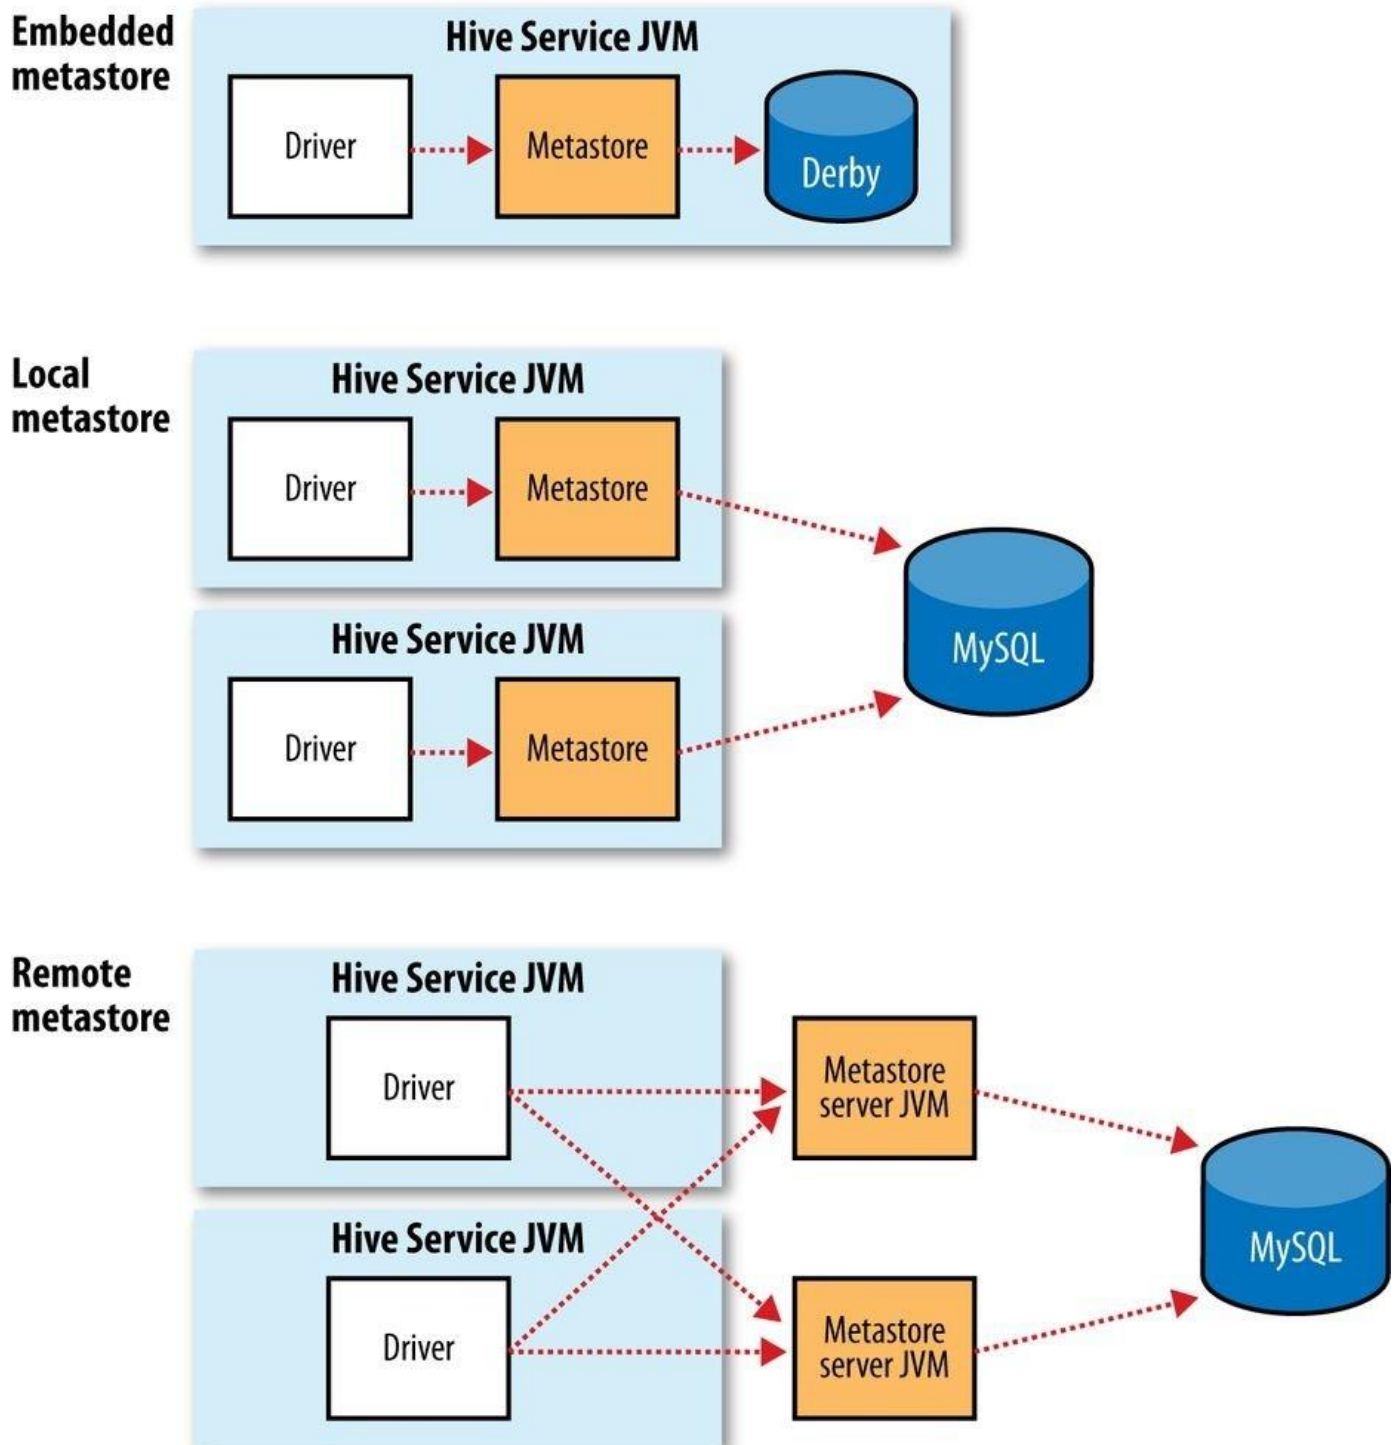 Embedded
metastore
Hive Service JVM
Driver
Metastore
Derby
Local
metastore
Hive Service JVM
Driver
Metastore
Hive Service JVM
Driver
Metastore
MySQL
Remote
metastore
Hive Service JVM
Driver
Metastore
server JVM
Hive Service JVM
Driver
Metastore
server JVM
MySQL